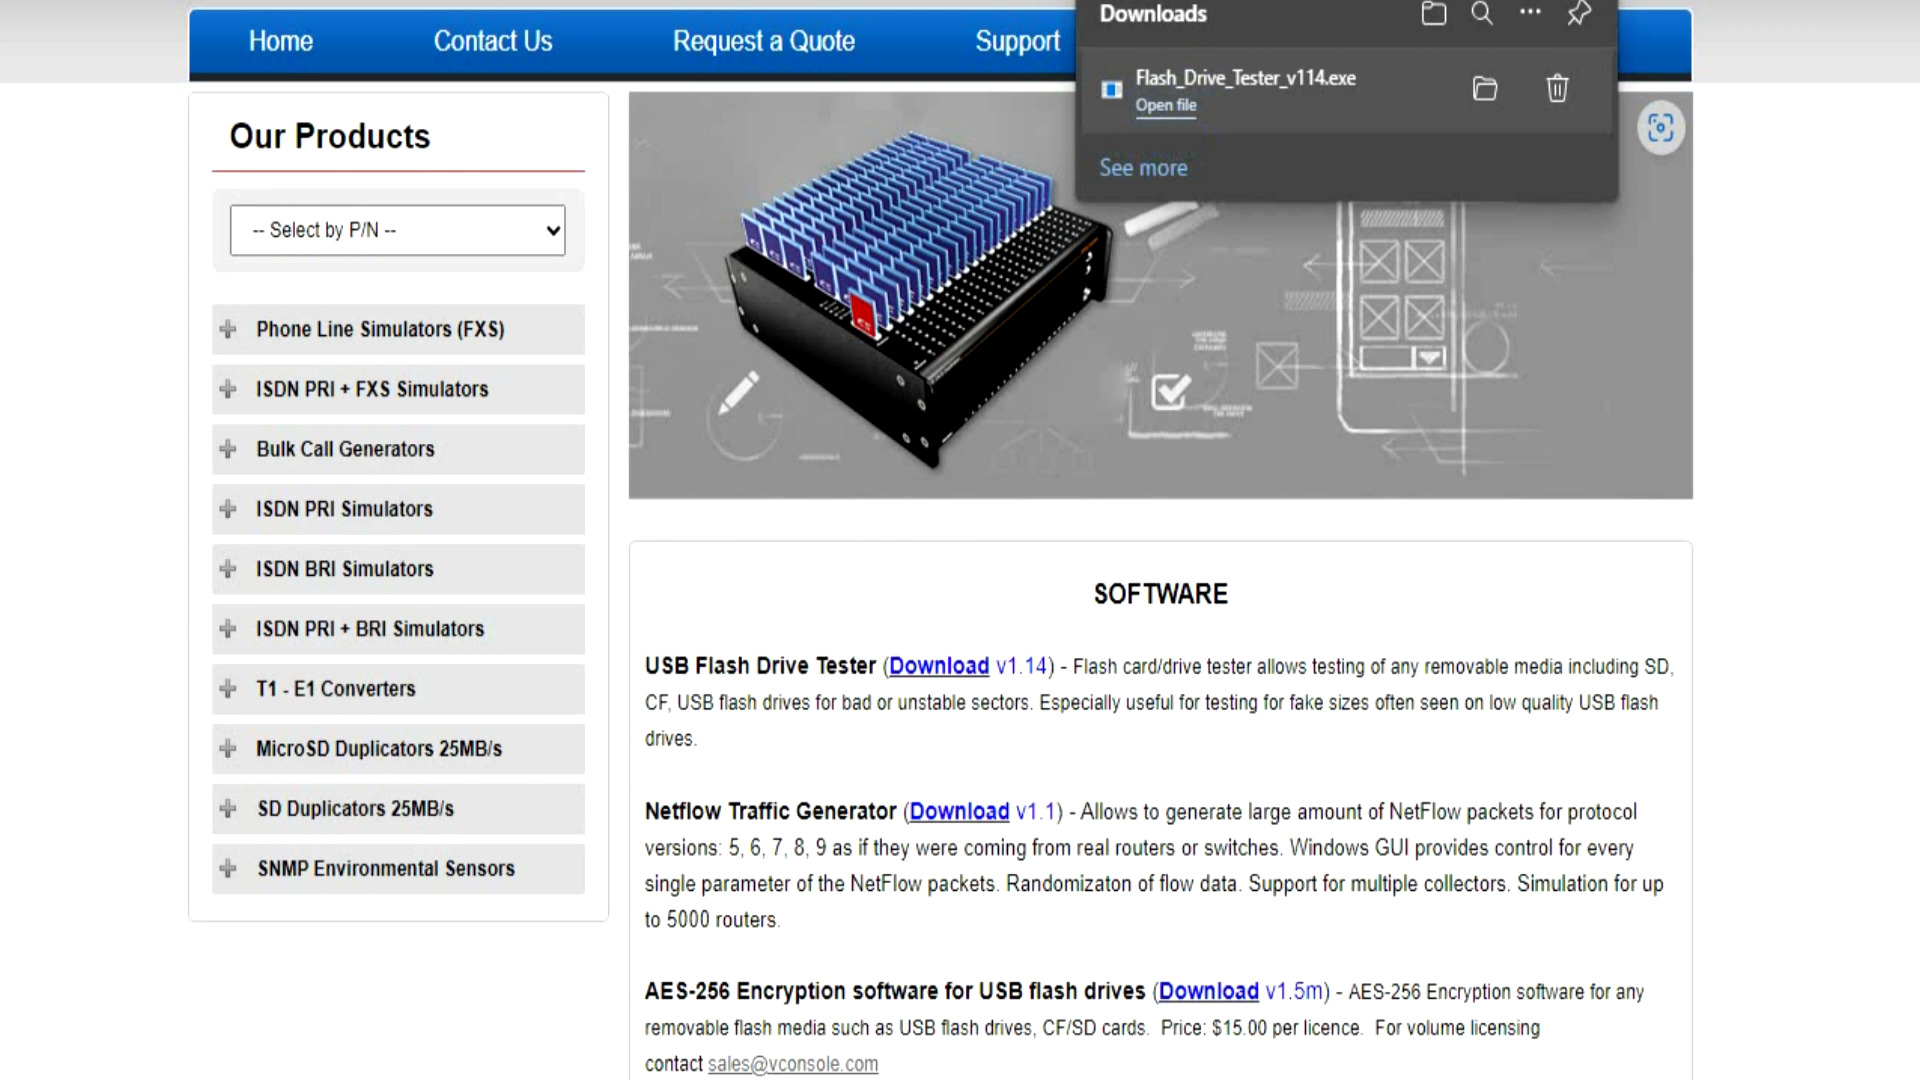 Home
Contact Us
Request a Quote
Support
Downloads
Flash_Drive_Tester_v114.exe
Open file
See more
Our Products
-- Select by P/N --
Phone Line Simulators (FXS)
ISDN PRI + FXS Simulators
Bulk Call Generators
ISDN PRI Simulators
ISDN BRI Simulators
ISDN PRI + BRI Simulators
T1 - E1 Converters
MicroSD Duplicators 25MB/s
SD Duplicators 25MB/s
SNMP Environmental Sensors
SOFTWARE
USB Flash Drive Tester (Download v1.14) - Flash card/drive tester allows testing of any removable media including SD,
CF, USB flash drives for bad or unstable sectors. Especially useful for testing for fake sizes often seen on low quality USB flash
drives.
Netflow Traffic Generator (Download v1.1) - Allows to generate large amount of NetFlow packets for protocol
versions: 5, 6, 7, 8, 9 as if they were coming from real routers or switches. Windows GUI provides control for every
single parameter of the NetFlow packets. Randomizaton of flow data. Support for multiple collectors. Simulation for up
to 5000 routers.
AES-256 Encryption software for USB flash drives (Download v1.5m) - AES-256 Encryption software for any
removable flash media such as USB flash drives, CF/SD cards. Price: $15.00 per licence. For volume licensing
contact sales@vconsole.com